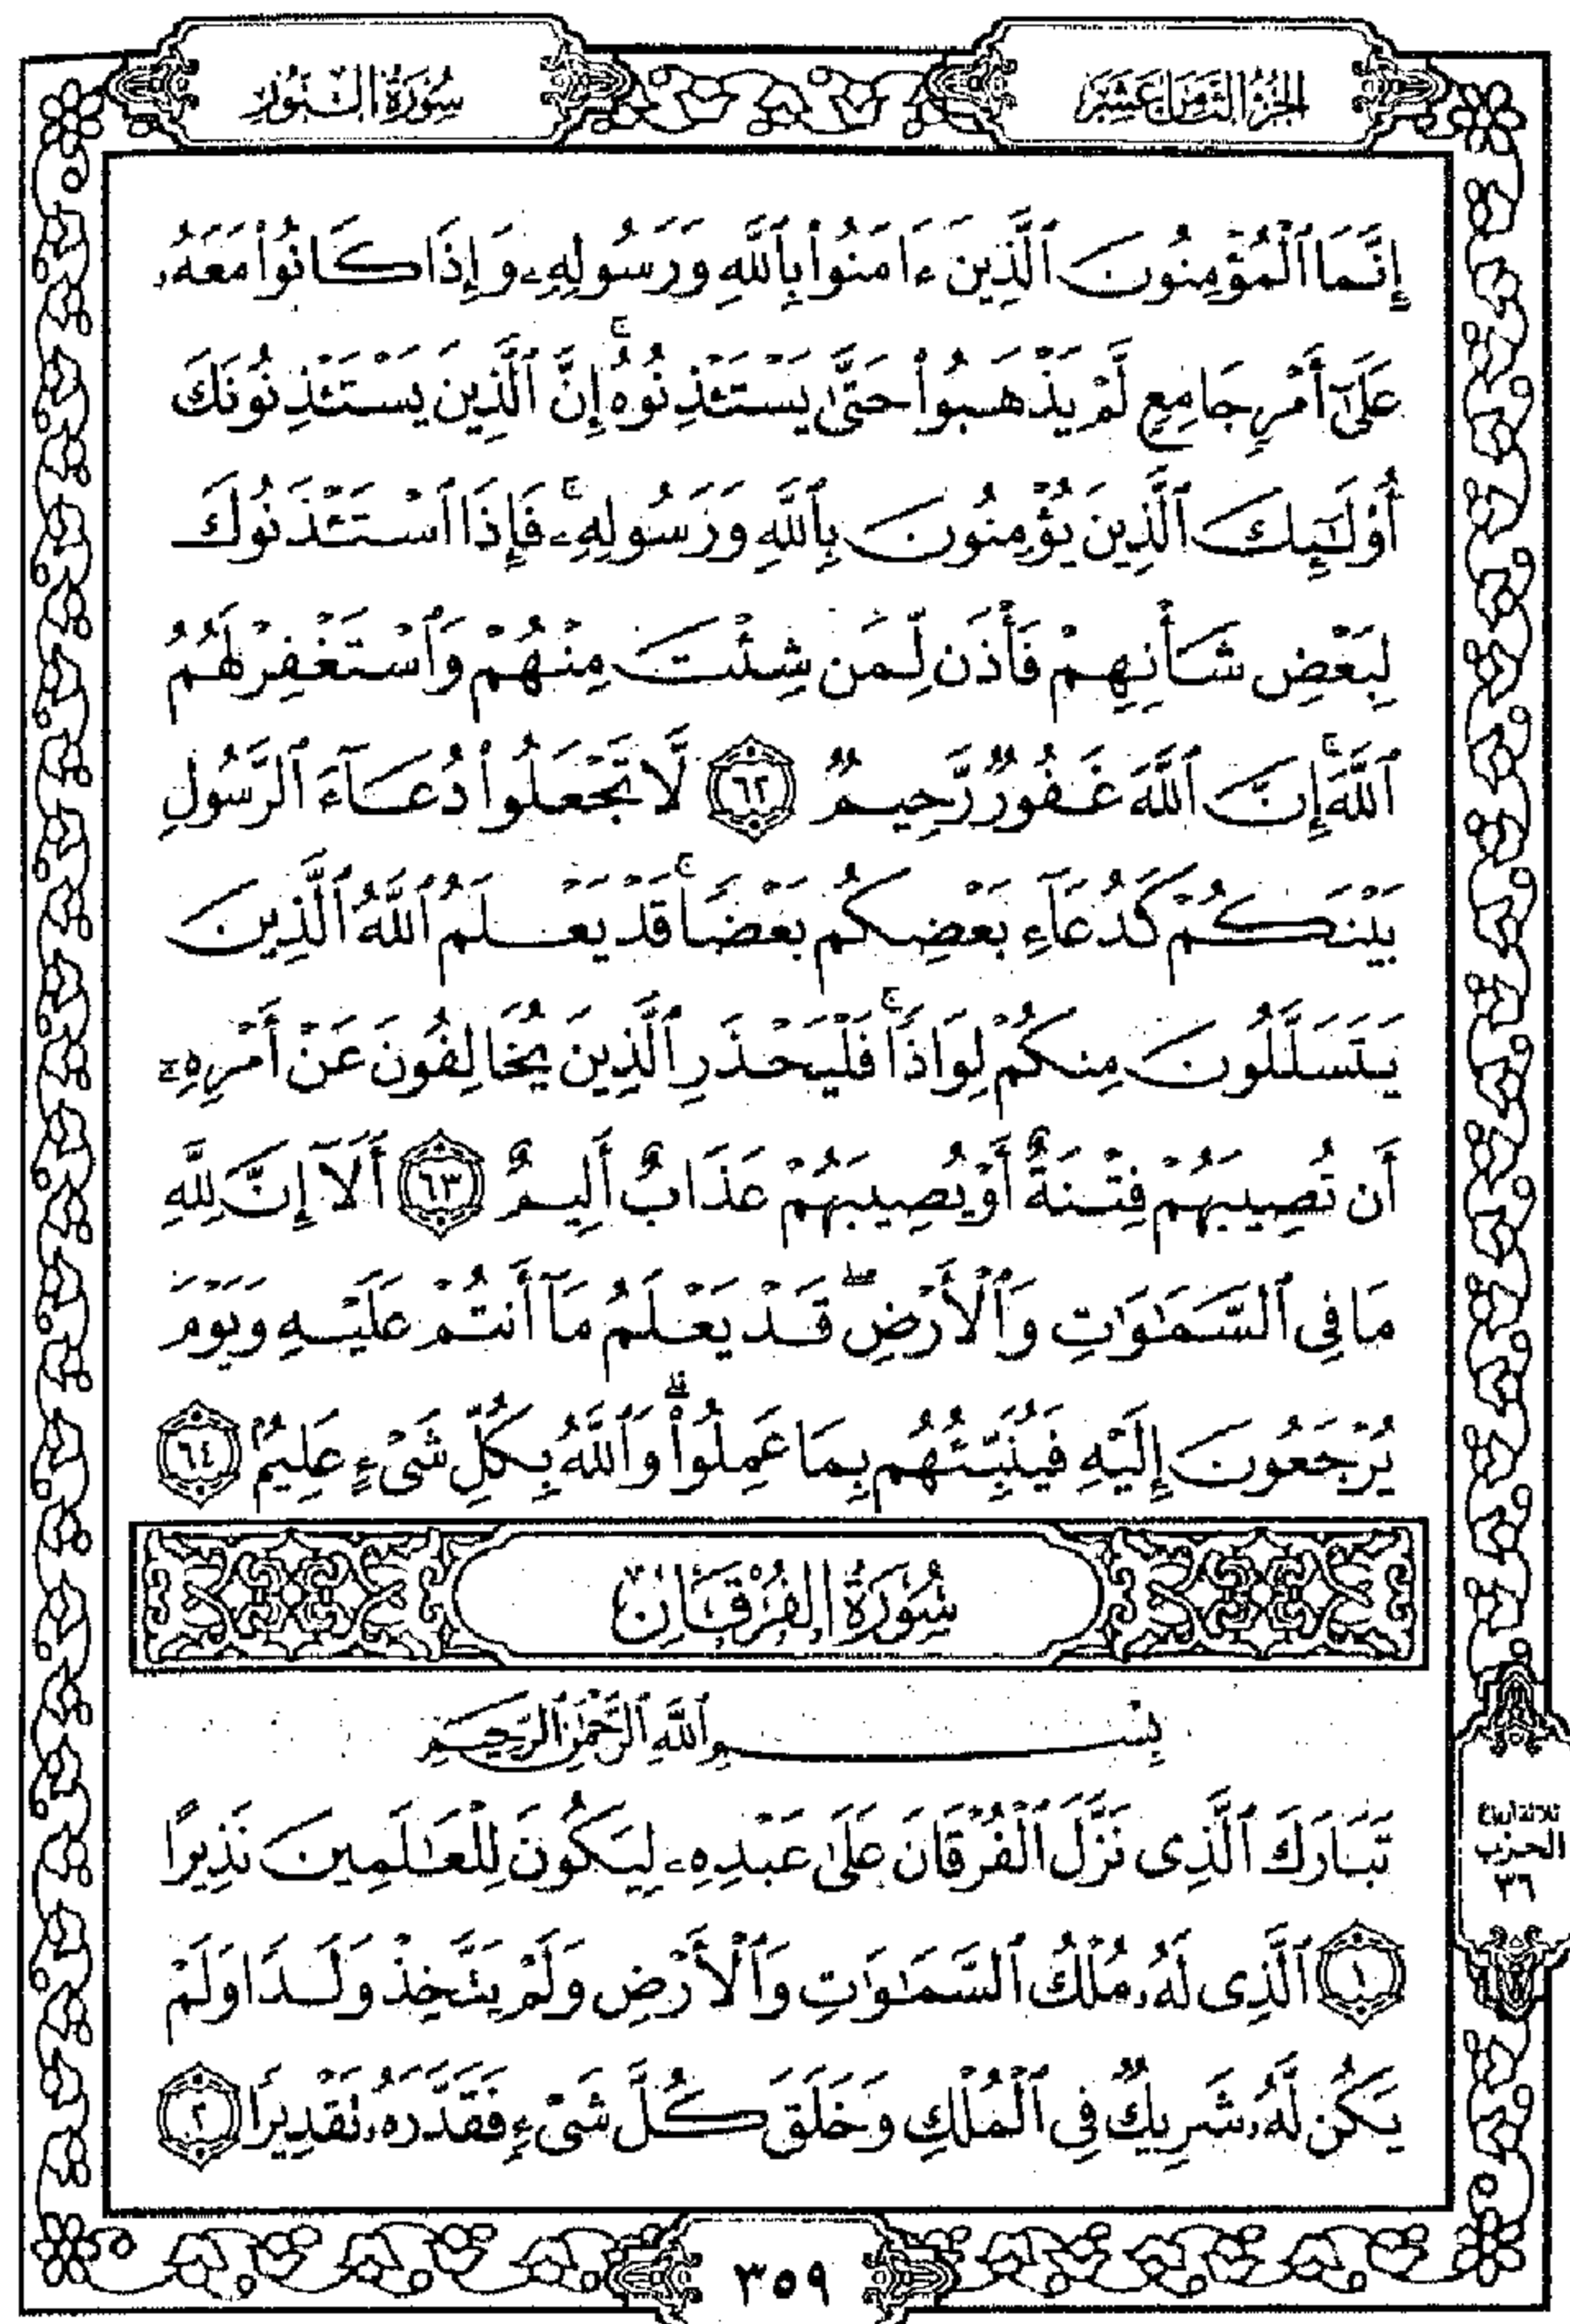 الجزء الثامن عشر
سورة النور
إِنَّمَا ٱلْمُؤْمِنُونَ ٱلَّذِينَ ءَامَنُوا۟ بِٱللَّهِ وَرَسُولِهِۦ وَإِذَا كَانُوا۟ مَعَهُۥ
عَلَىٰٓ أَمْرٍ جَامِعٍ لَّمْ يَذْهَبُوا۟ حَتَّىٰ يَسْتَـْٔذِنُوهُ ۚ إِنَّ ٱلَّذِينَ يَسْتَـْٔذِنُونَكَ
أُو۟لَـٰٓئِكَ ٱلَّذِينَ يُؤْمِنُونَ بِٱللَّهِ وَرَسُولِهِۦ ۚ فَإِذَا ٱسْتَـْٔذَنُوكَ
لِبَعْضِ شَأْنِهِمْ فَأْذَن لِّمَن شِئْتَ مِنْهُمْ وَٱسْتَغْفِرْ لَهُمُ
ٱللَّهَ ۚ إِنَّ ٱللَّهَ غَفُورٌ رَّحِيمٌ ٦٢ لَّا تَجْعَلُوا۟ دُعَآءَ ٱلرَّسُولِ
بَيْنَكُمْ كَدُعَآءِ بَعْضِكُم بَعْضًا ۚ قَدْ يَعْلَمُ ٱللَّهُ ٱلَّذِينَ
يَتَسَلَّلُونَ مِنكُمْ لِوَاذًا ۚ فَلْيَحْذَرِ ٱلَّذِينَ يُخَالِفُونَ عَنْ أَمْرِهِۦٓ
أَن تُصِيبَهُمْ فِتْنَةٌ أَوْ يُصِيبَهُمْ عَذَابٌ أَلِيمٌ ٦٣ أَلَآ إِنَّ لِلَّهِ
مَا فِى ٱلسَّمَـٰوَٰتِ وَٱلْأَرْضِ ۖ قَدْ يَعْلَمُ مَآ أَنتُمْ عَلَيْهِ وَيَوْمَ
يُرْجَعُونَ إِلَيْهِ فَيُنَبِّئُهُم بِمَا عَمِلُوا۟ ۗ وَٱللَّهُ بِكُلِّ شَىْءٍ عَلِيمٌۢ ٦٤
سُورَةُ الفُرْقَانِ
بِسْمِ ٱللَّهِ ٱلرَّحْمَـٰنِ ٱلرَّحِيمِ
تَبَارَكَ ٱلَّذِى نَزَّلَ ٱلْفُرْقَانَ عَلَىٰ عَبْدِهِۦ لِيَكُونَ لِلْعَـٰلَمِينَ نَذِيرًا
١ ٱلَّذِى لَهُۥ مُلْكُ ٱلسَّمَـٰوَٰتِ وَٱلْأَرْضِ وَلَمْ يَتَّخِذْ وَلَدًا وَلَمْ
يَكُن لَّهُۥ شَرِيكٌ فِى ٱلْمُلْكِ وَخَلَقَ كُلَّ شَىْءٍ فَقَدَّرَهُۥ تَقْدِيرًا ٢
ثلاثة أرباع
الحزب
٣٦
٣٥٩